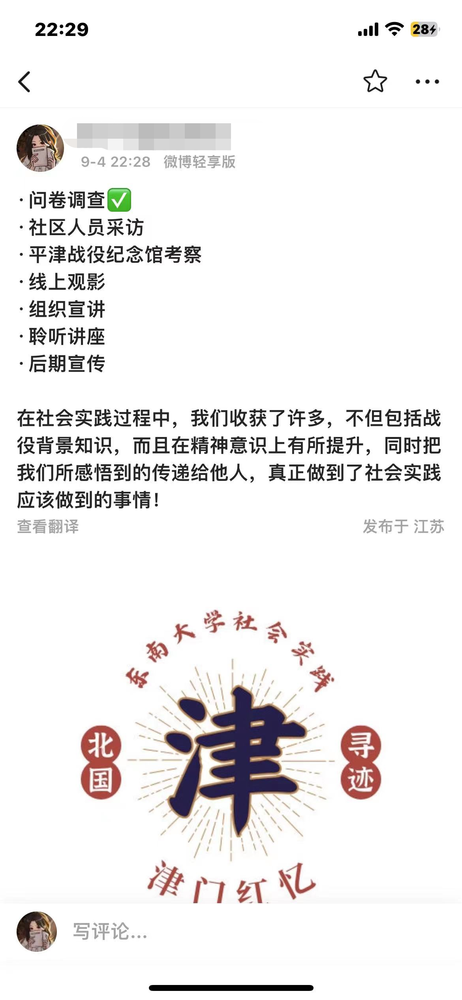 22:29
28
9-4 22:28 微博轻享版
·问卷调查✅
·社区人员采访
·平津战役纪念馆考察
·线上观影
·组织宣讲
·聆听讲座
·后期宣传
在社会实践过程中，我们收获了许多，不但包括战
役背景知识，而且在精神意识上有所提升，同时把
我们所感悟到的传递给他人，真正做到了社会实践
应该做到的事情！
查看翻译 发布于 江苏
东南大学社会实践
北国
津
寻迹
津门红忆
写评论...